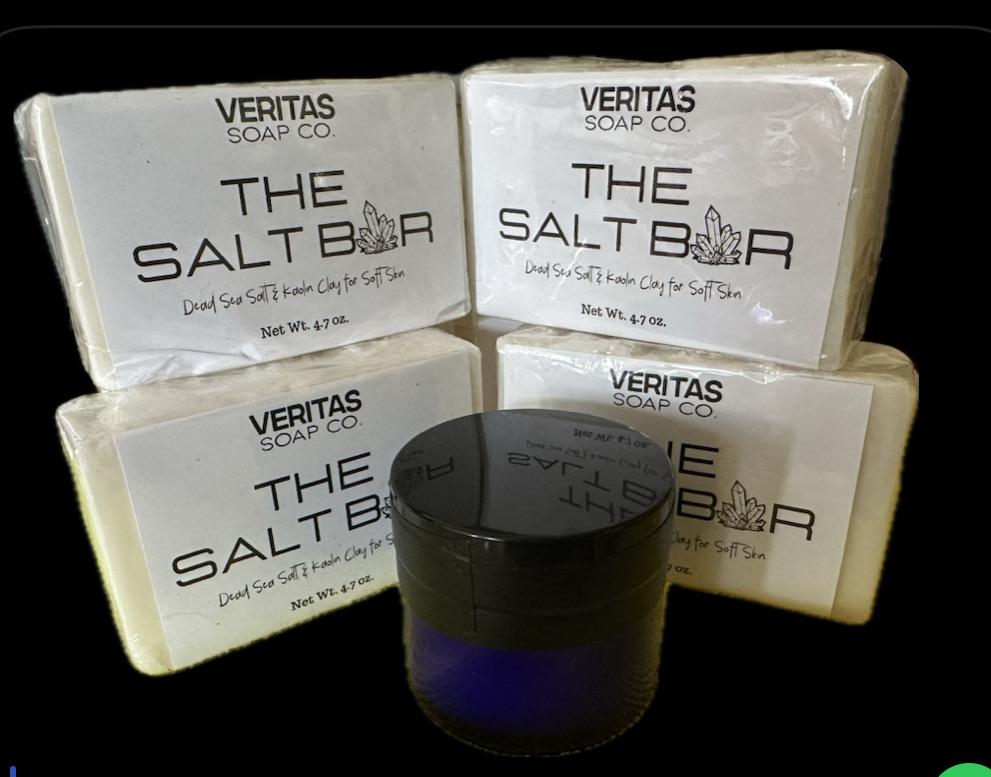 VERITAS
SOAP CO.
THE
SALT BAR
Dead Sea Salt & Kaolin Clay for Soft Skin
Net Wt. 4.7 oz.
VERITAS
SOAP CO.
THE
SALT BAR
Dead Sea Salt & Kaolin Clay for Soft Skin
Net Wt. 4.7 oz.
VERITAS
SOAP CO.
THE
SALT B
Dead Sea Salt & Kaolin Clay for S
Net Wt. 4.7 oz.
VERITAS
SOAP CO.
HE
BAR
Clay for Soft Skin
7 oz.